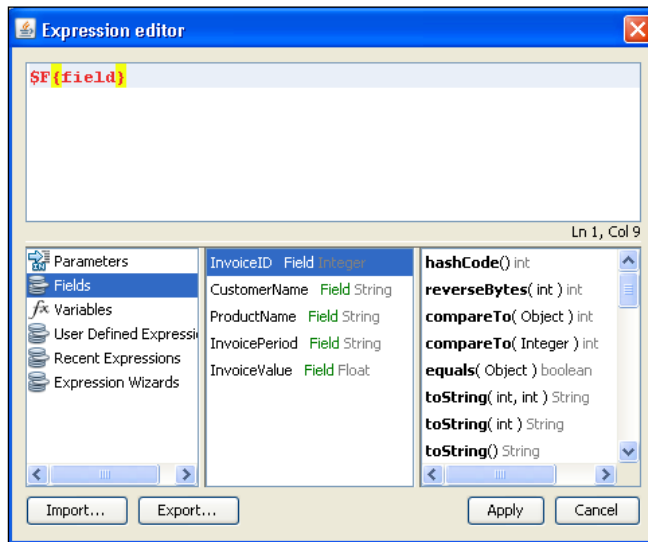 Expression editor
$F{field}
Ln 1, Col 9
Parameters
Fields
fx Variables
User Defined Expressi
Recent Expressions
Expression Wizards
InvoiceID Field Integer
CustomerName Field String
ProductName Field String
InvoicePeriod Field String
InvoiceValue Field Float
hashCode() int
reverseBytes( int ) int
compareTo( Object ) int
compareTo( Integer ) int
equals( Object ) boolean
toString( int, int ) String
toString( int ) String
toString() String
Import... Export... Apply Cancel